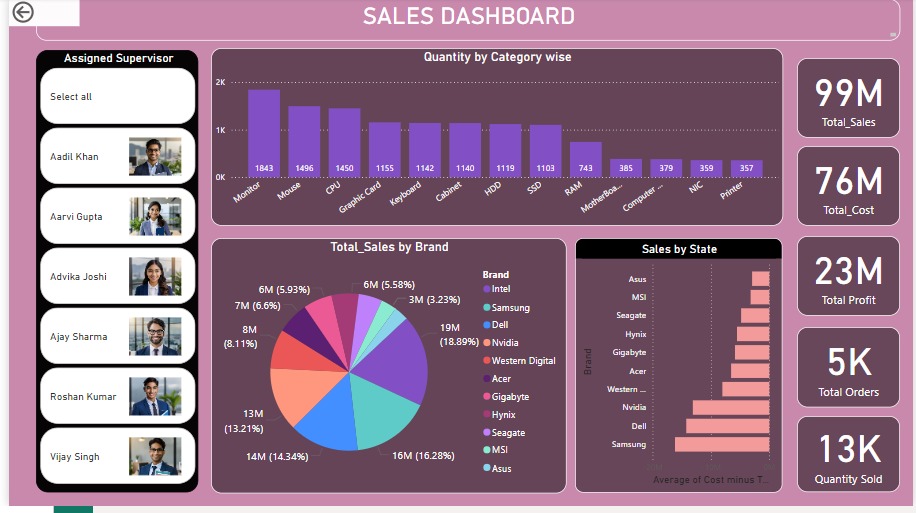 SALES DASHBOARD
Assigned Supervisor
Select all
Aadil Khan
Aarvi Gupta
Advika Joshi
Ajay Sharma
Roshan Kumar
Vijay Singh
Quantity by Category wise
2K
1K
0K
1843
1496
1450
1155
1142
1140
1119
1103
743
385
379
359
357
Monitor
Mouse
CPU
Graphic Card
Keyboard
Cabinet
HDD
SSD
RAM
MotherBoa...
Computer ...
NIC
Printer
Total_Sales by Brand
19M
(18.89%)
16M (16.28%)
14M (14.34%)
13M
(13.21%)
8M
(8.11%)
7M (6.6%)
6M (5.93%)
6M (5.58%)
3M (3.23%)
Brand
Intel
Samsung
Dell
Nvidia
Western Digital
Acer
Gigabyte
Hynix
Seagate
MSI
Asus
Sales by State
Brand
Asus
MSI
Seagate
Hynix
Gigabyte
Acer
Western ...
Nvidia
Dell
Samsung
Average of Cost minus T...
99M
Total_Sales
76M
Total_Cost
23M
Total Profit
5K
Total Orders
13K
Quantity Sold